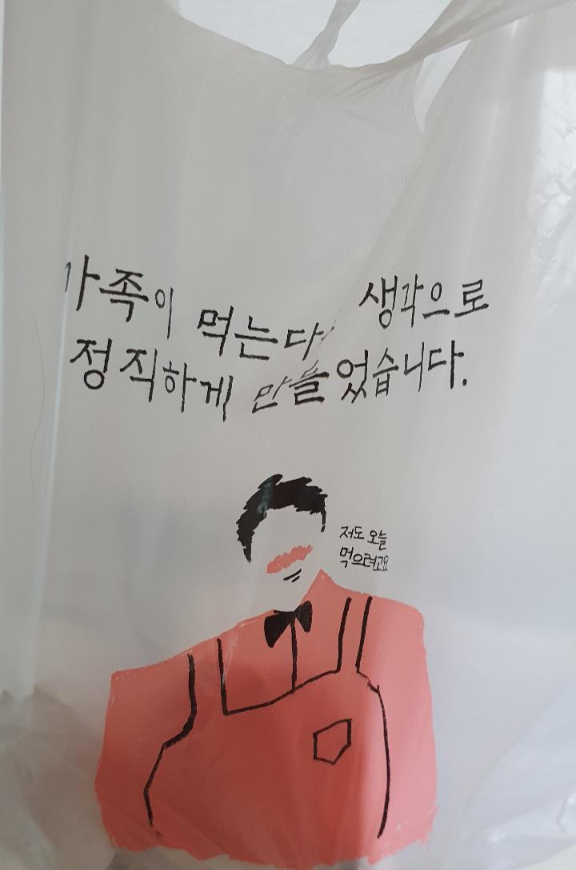 가족이 먹는다 생각으로
정직하게 만들었습니다.
저도 오늘
먹으려고요